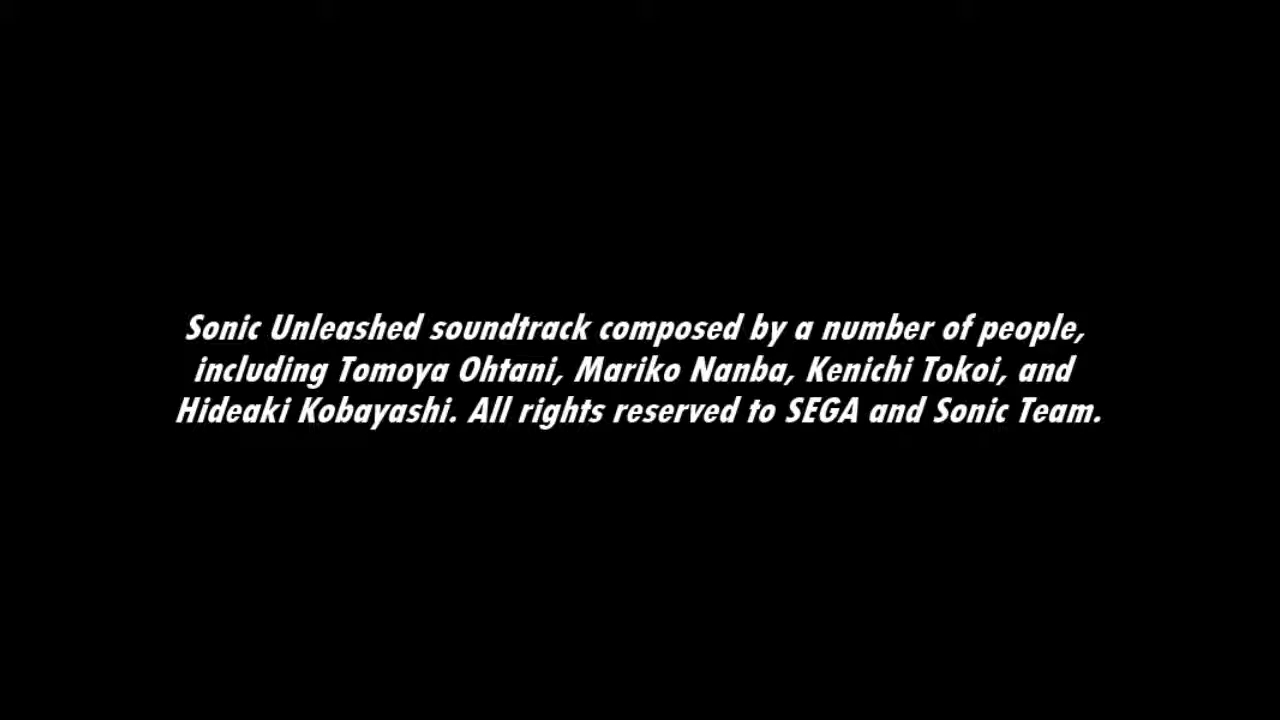 Sonic Unleashed soundtrack composed by a number of people,
including Tomoya Ohtani, Mariko Nanba, Kenichi Tokoi, and
Hideaki Kobayashi. All rights reserved to SEGA and Sonic Team.